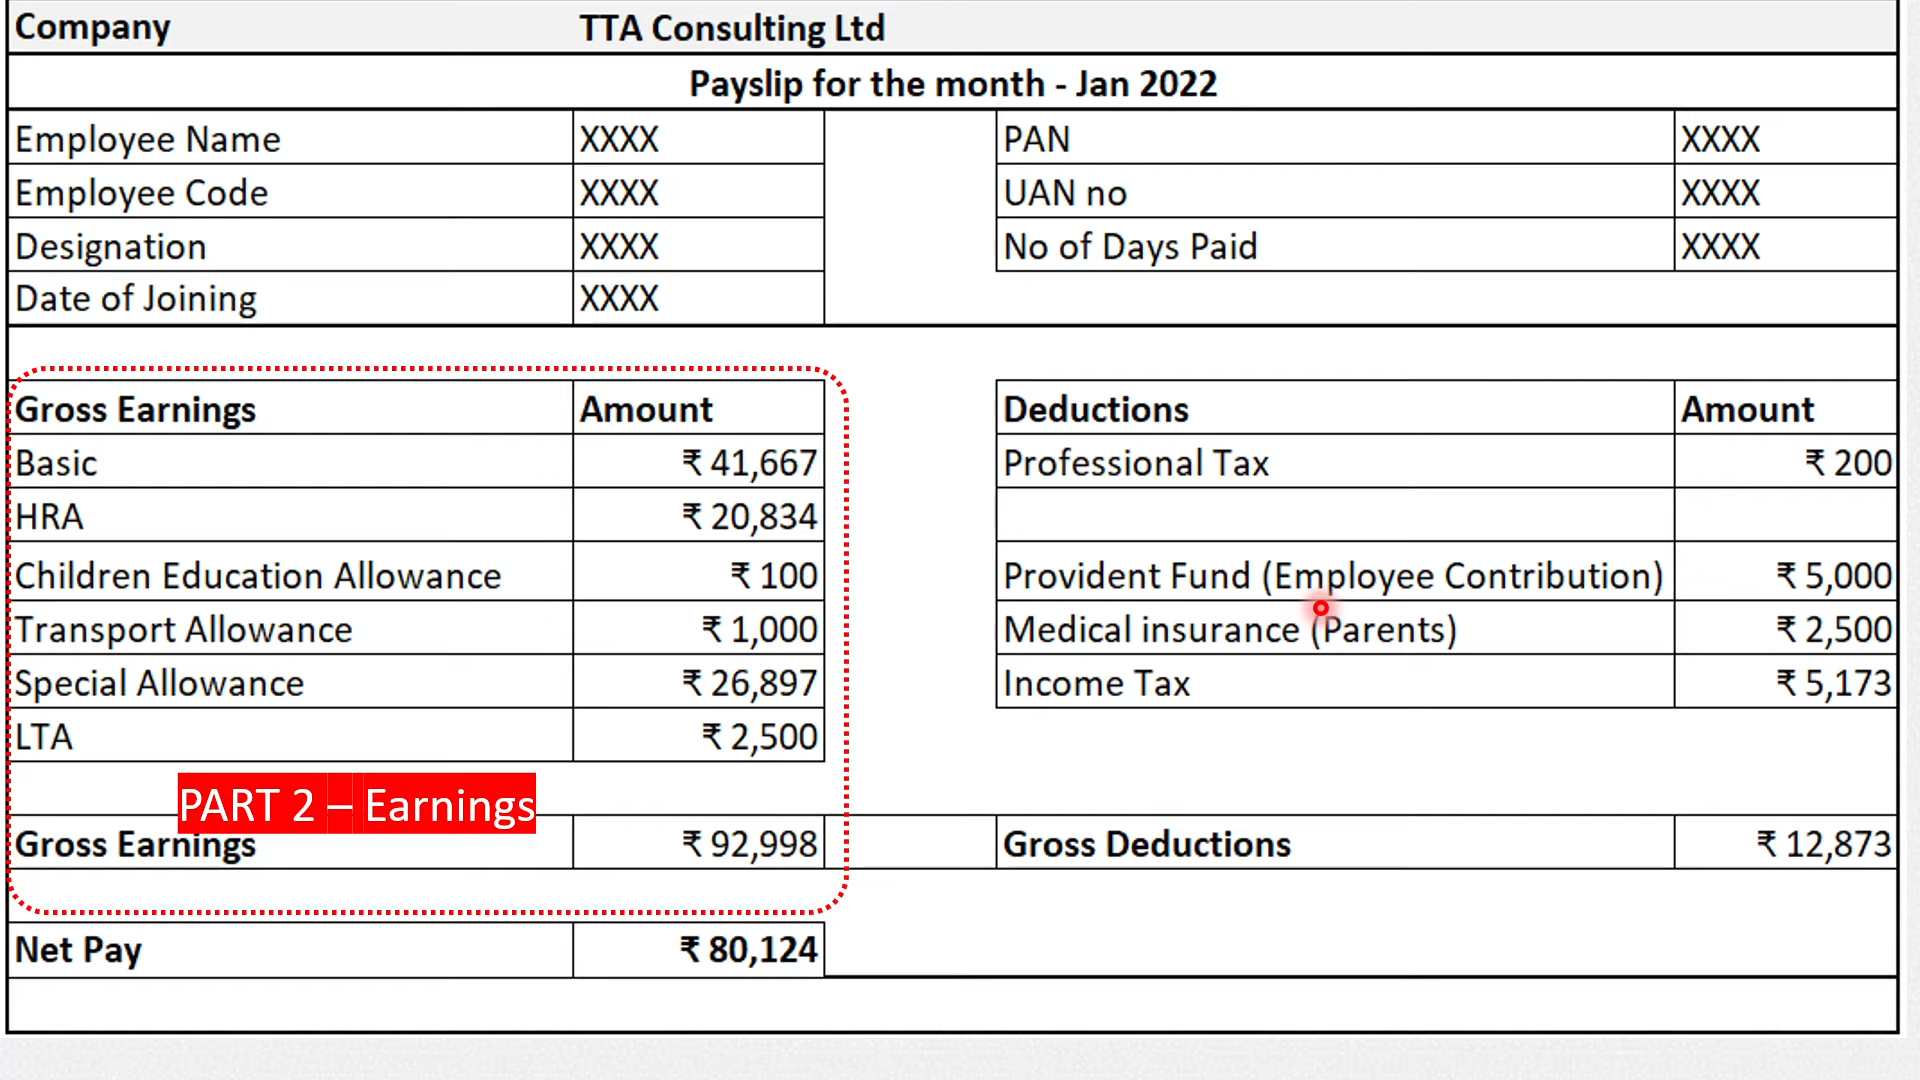 Company TTA Consulting Ltd
Payslip for the month - Jan 2022
Employee Name XXXX PAN XXXX
Employee Code XXXX UAN no XXXX
Designation XXXX No of Days Paid XXXX
Date of Joining XXXX
Gross Earnings Amount Deductions Amount
Basic ₹ 41,667 Professional Tax ₹ 200
HRA ₹ 20,834
Children Education Allowance ₹ 100 Provident Fund (Employee Contribution) ₹ 5,000
Transport Allowance ₹ 1,000 Medical insurance (Parents) ₹ 2,500
Special Allowance ₹ 26,897 Income Tax ₹ 5,173
LTA ₹ 2,500
PART 2 – Earnings
Gross Earnings ₹ 92,998 Gross Deductions ₹ 12,873
Net Pay ₹ 80,124